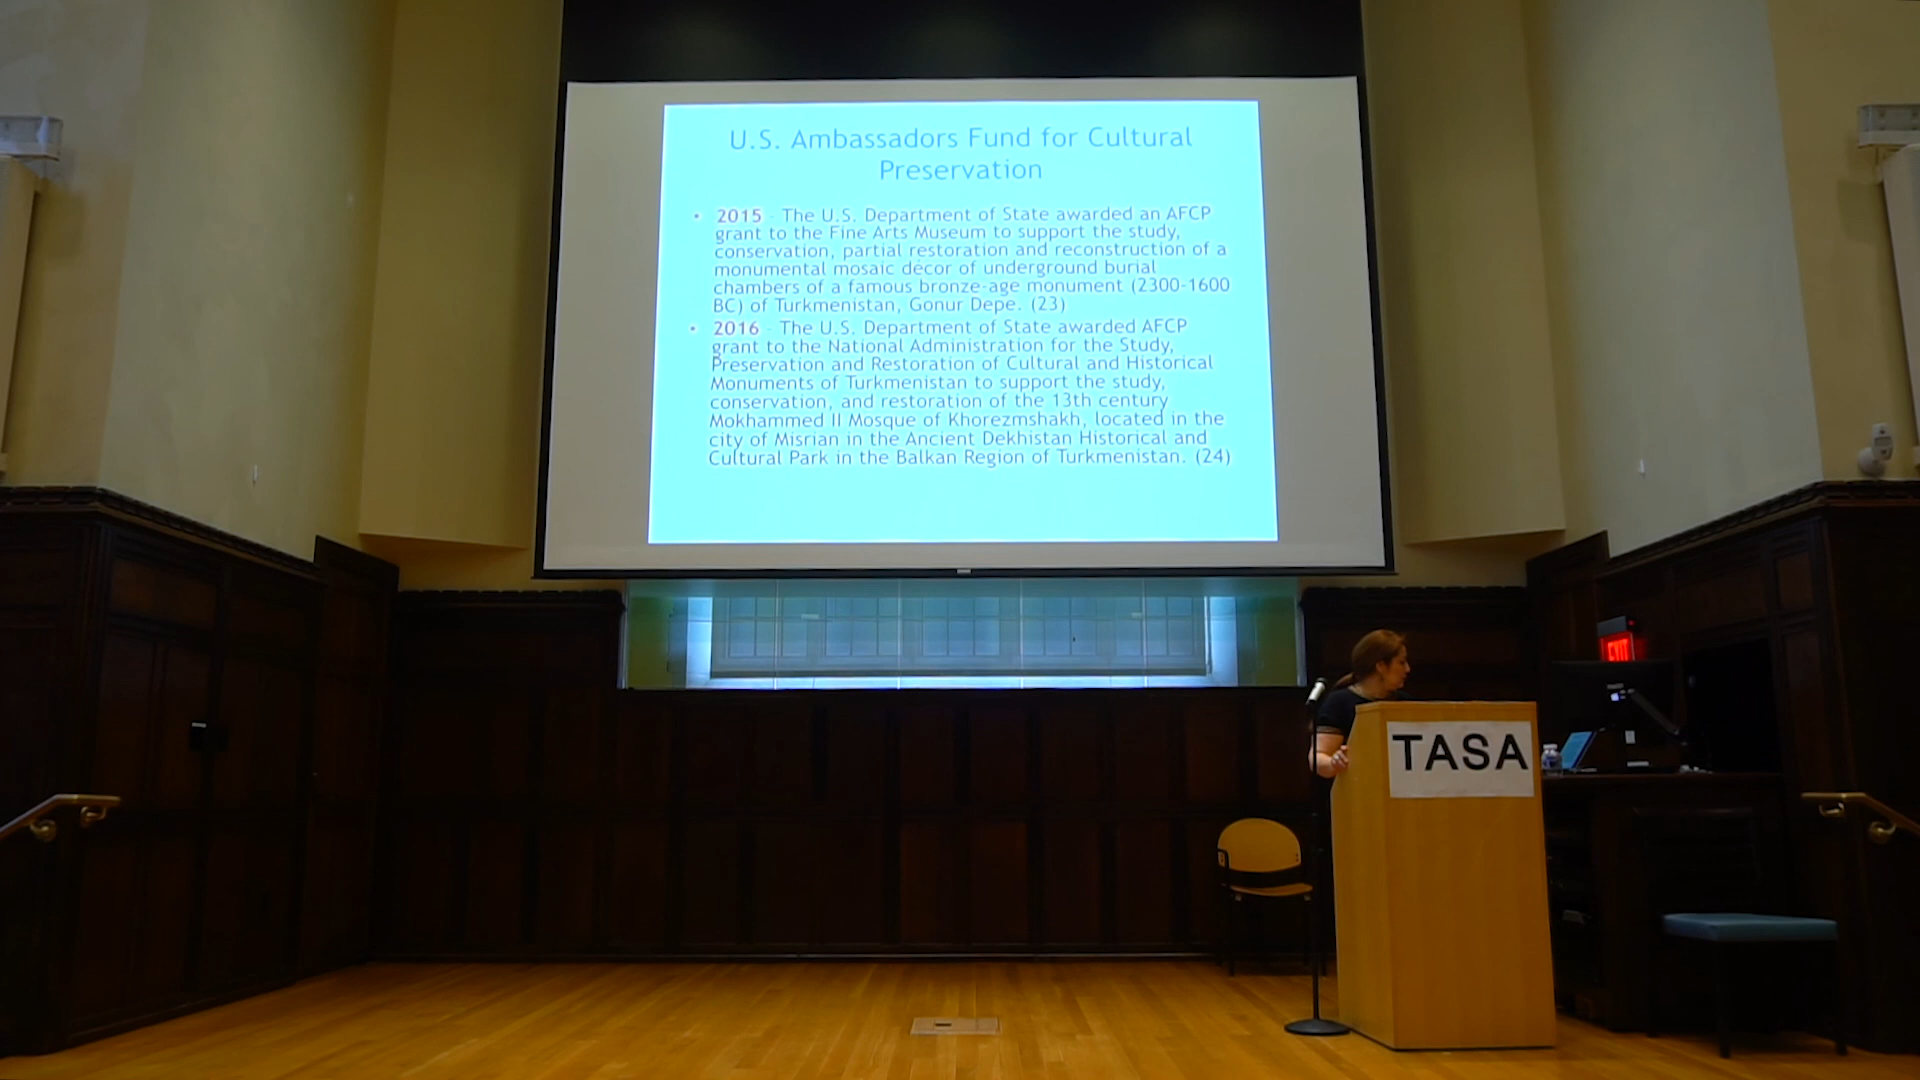 U.S. Ambassadors Fund for Cultural
Preservation
• 2015 - The U.S. Department of State awarded an AFCP
grant to the Fine Arts Museum to support the study,
conservation, partial restoration and reconstruction of a
monumental mosaic décor of underground burial
chambers of a famous bronze-age monument (2300-1600
BC) of Turkmenistan, Gonur Depe. (23)
• 2016 - The U.S. Department of State awarded AFCP
grant to the National Administration for the Study,
Preservation and Restoration of Cultural and Historical
Monuments of Turkmenistan to support the study,
conservation, and restoration of the 13th century
Mokhammed II Mosque of Khorezmshakh, located in the
city of Misrian in the Ancient Dekhistan Historical and
Cultural Park in the Balkan Region of Turkmenistan. (24)
EXIT
TASA